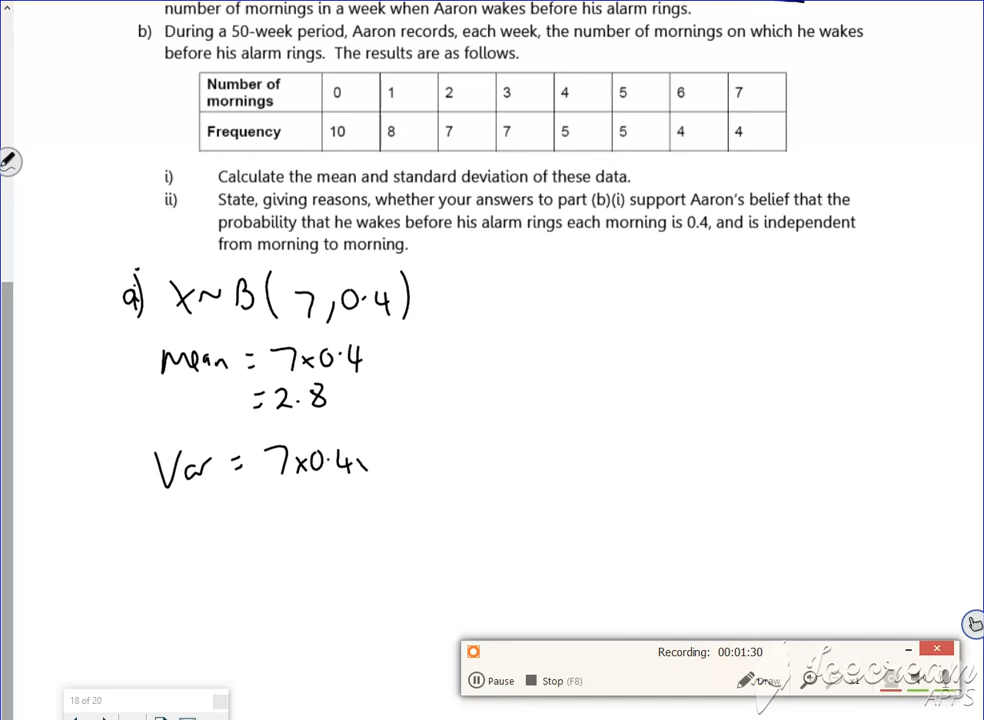 number of mornings in a week when Aaron wakes before his alarm rings.
b) During a 50-week period, Aaron records, each week, the number of mornings on which he wakes
before his alarm rings. The results are as follows.
Number of mornings 0 1 2 3 4 5 6 7
Frequency 10 8 7 7 5 5 4 4
i) Calculate the mean and standard deviation of these data.
ii) State, giving reasons, whether your answers to part (b)(i) support Aaron's belief that the
probability that he wakes before his alarm rings each morning is 0.4, and is independent
from morning to morning.
a) i X~B(7,0.4)
Mean = 7×0.4
= 2.8
Var = 7×0.4
Recording: 00:01:30
Pause Stop (F8) Draw x1
Icecream
APPS
18 of 20